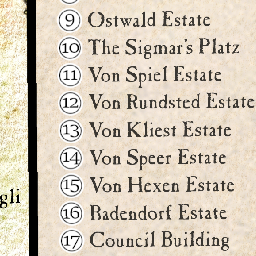 9 Ostwald Estate
10 The Sigmar's Platz
11 Von Spiel Estate
12 Von Rundsted Estate
13 Von Kliest Estate
14 Von Speer Estate
15 Von Hexen Estate
gli
16 Badendorf Estate
17 Council Building